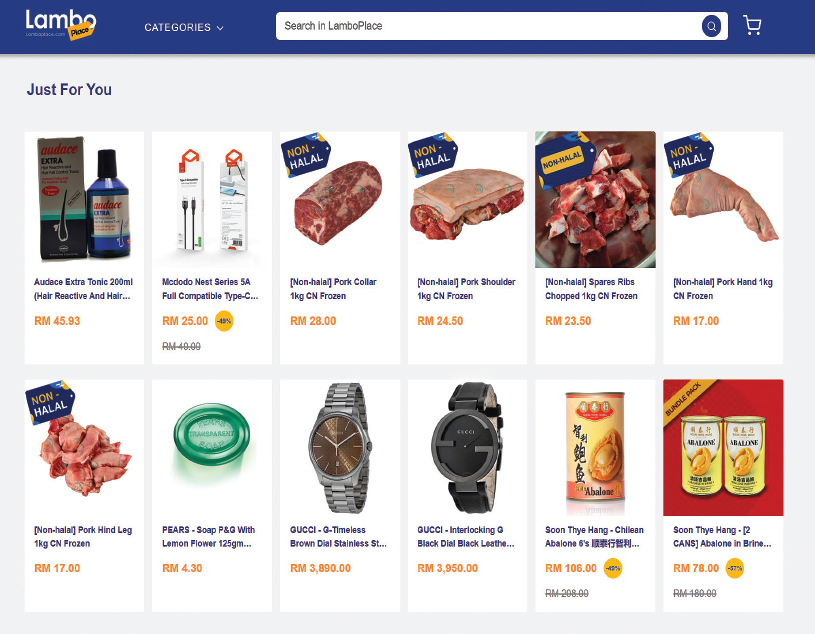 Lambo
Place
Lamboplace.com
CATEGORIES
Search in LamboPlace
Just For You
audace
EXTRA
audace
EXTRA
NON-
HALAL
NON-
HALAL
NON-HALAL
NON-
HALAL
Audace Extra Tonic 200ml
(Hair Reactive And Hair...
RM 45.93
Mcdodo Nest Series 5A
Full Compatible Type-C...
RM 25.00 -49%
RM 49.00
[Non-halal] Pork Collar
1kg CN Frozen
RM 28.00
[Non-halal] Pork Shoulder
1kg CN Frozen
RM 24.50
[Non-halal] Spares Ribs
Chopped 1kg CN Frozen
RM 23.50
[Non-halal] Pork Hand 1kg
CN Frozen
RM 17.00
NON-
HALAL
PEARS
TRANSPARENT
SOAP
GUCCI
智利
鮑魚
Abalone
BUNDLE PACK
ABALONE
ABALONE
[Non-halal] Pork Hind Leg
1kg CN Frozen
RM 17.00
PEARS - Soap P&G With
Lemon Flower 125gm...
RM 4.30
GUCCI - G-Timeless
Brown Dial Stainless St...
RM 3,890.00
GUCCI - Interlocking G
Black Dial Black Leathe...
RM 3,950.00
Soon Thye Hang - Chilean
Abalone 6's 顺泰行智利...
RM 106.00 -49%
RM 208.00
Soon Thye Hang - [2
CANS] Abalone in Brine...
RM 78.00 -57%
RM 180.00